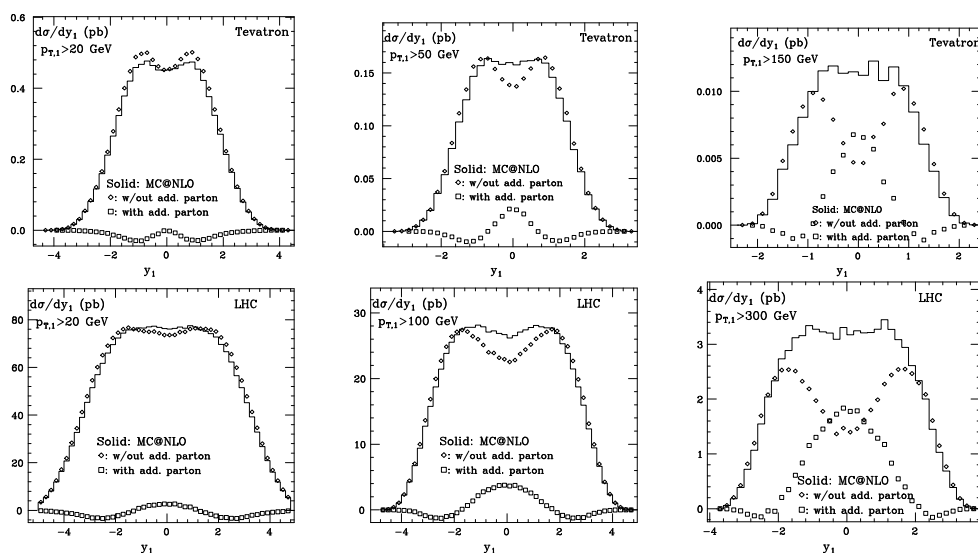 0.6
dσ/dy₁ (pb)
Tevatron
p_T,1>20 GeV
0.4
0.2
Solid: MC@NLO
◇: w/out add. parton
□: with add. parton
0.0
−4 −2 0 2 4
y₁
dσ/dy₁ (pb)
Tevatron
p_T,1>50 GeV
0.15
0.10
0.05
Solid: MC@NLO
◇: w/out add. parton
□: with add. parton
0.00
−4 −2 0 2 4
y₁
dσ/dy₁ (pb)
Tevatron
p_T,1>150 GeV
0.010
0.005
Solid: MC@NLO
◇: w/out add. parton
□: with add. parton
0.000
−2 −1 0 1 2
y₁
dσ/dy₁ (pb)
LHC
p_T,1>20 GeV
80
60
40
20
Solid: MC@NLO
◇: w/out add. parton
□: with add. parton
0
−4 −2 0 2 4
y₁
dσ/dy₁ (pb)
LHC
p_T,1>100 GeV
30
20
10
Solid: MC@NLO
◇: w/out add. parton
□: with add. parton
0
−4 −2 0 2 4
y₁
4
dσ/dy₁ (pb)
LHC
p_T,1>300 GeV
3
2
1
Solid: MC@NLO
◇: w/out add. parton
□: with add. parton
0
−4 −2 0 2
y₁